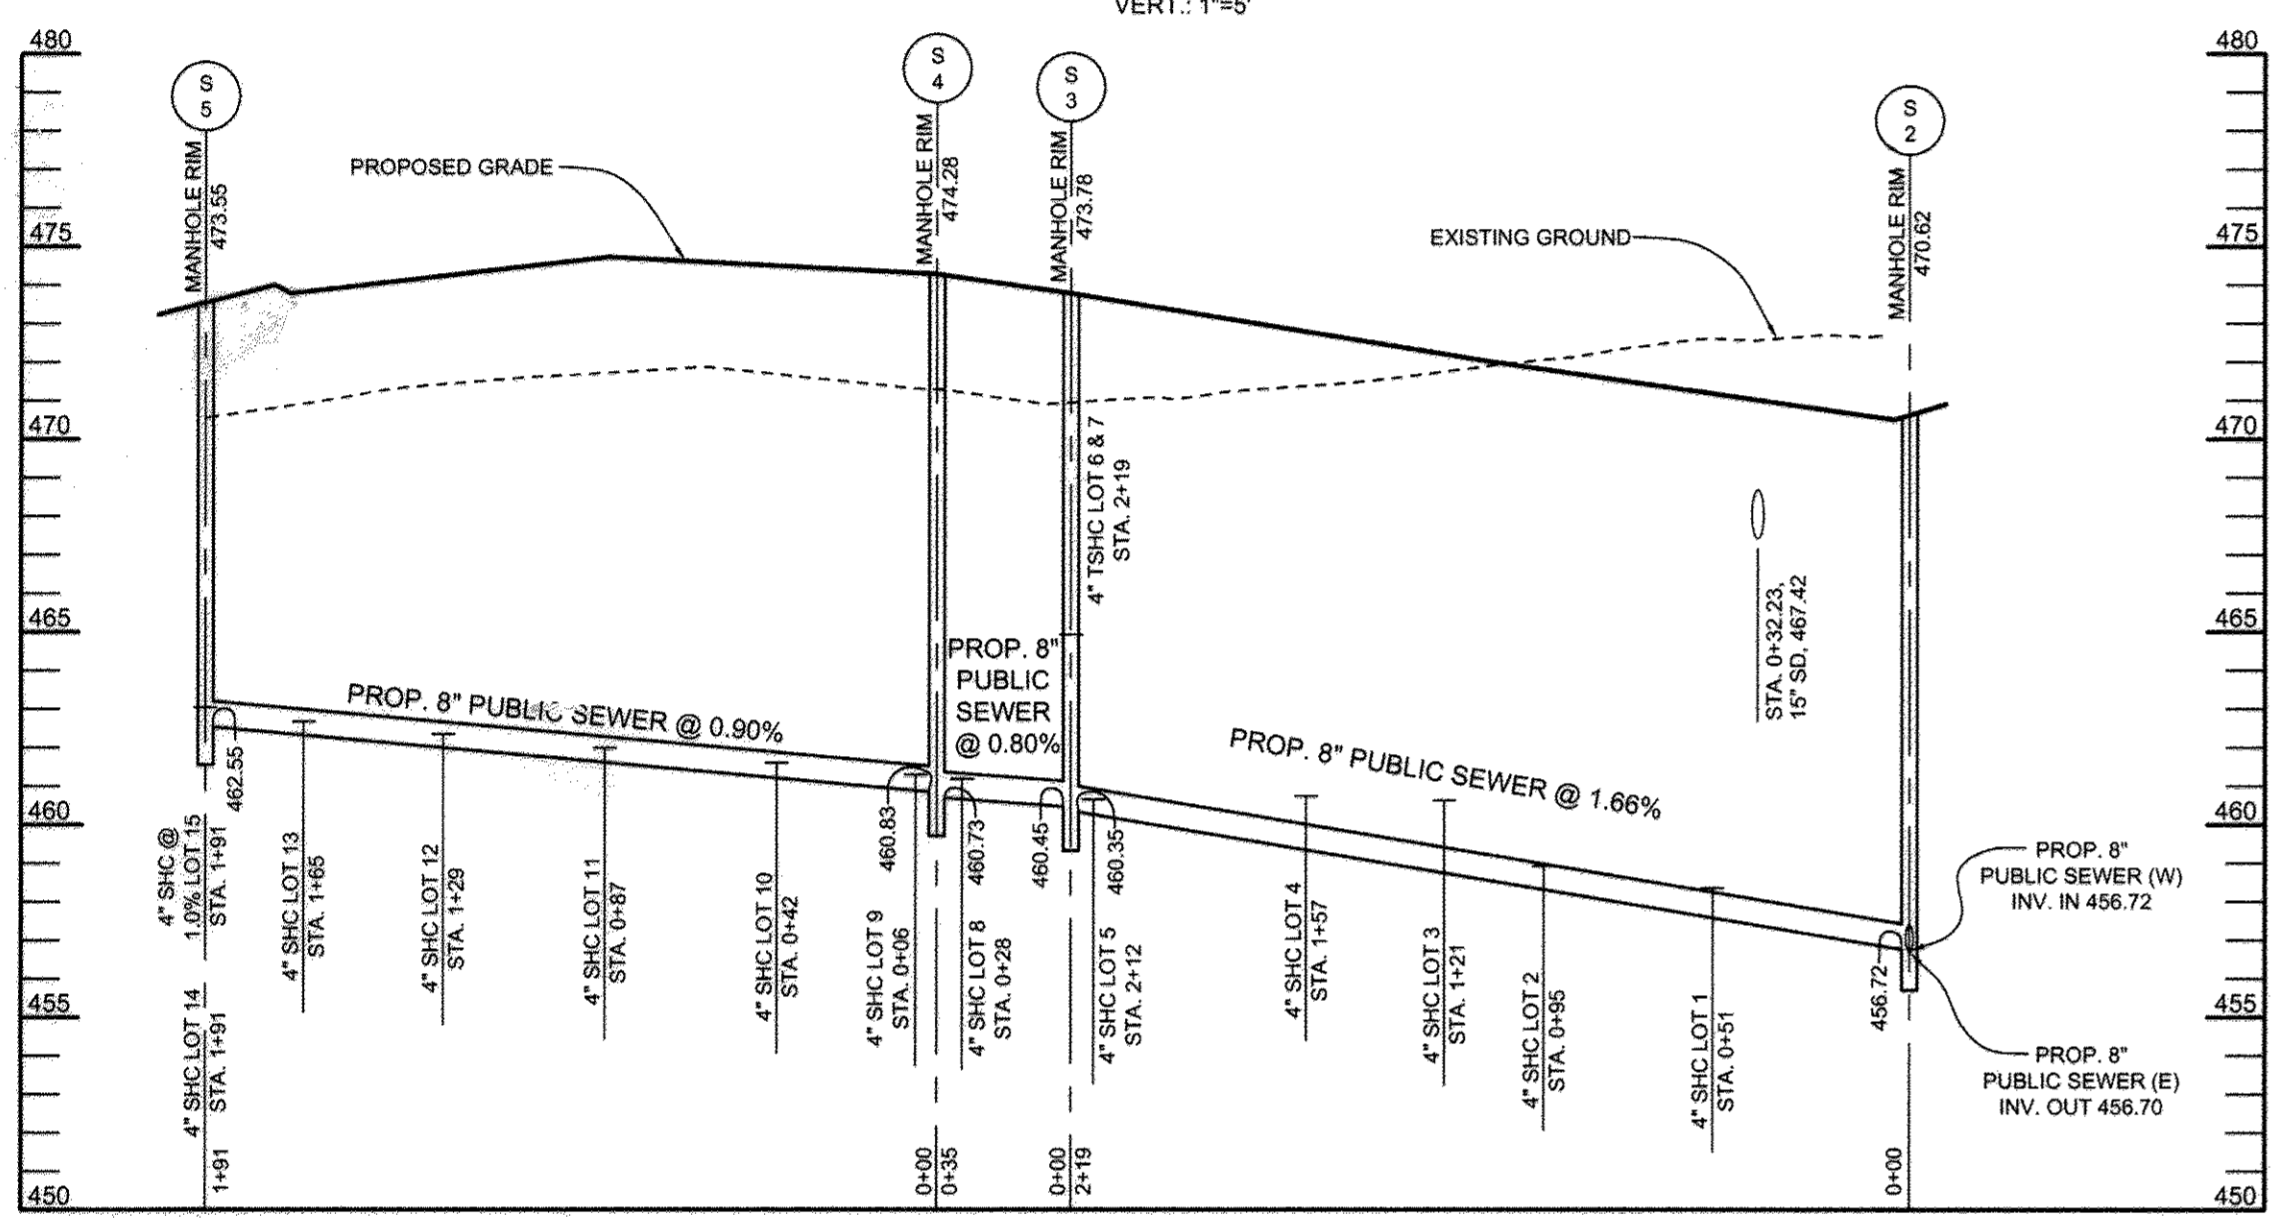 VERT.: 1"=5'
480
480
S
5
S
4
S
3
S
2
MANHOLE RIM
473.55
MANHOLE RIM
474.28
MANHOLE RIM
473.78
MANHOLE RIM
470.62
PROPOSED GRADE
EXISTING GROUND
475
475
470
470
4" TSHC LOT 6 & 7
STA. 2+19
465
465
STA. 0+32.23,
15" SD, 467.42
PROP. 8" PUBLIC SEWER @ 0.90%
PROP. 8"
PUBLIC
SEWER
@ 0.80%
PROP. 8" PUBLIC SEWER @ 1.66%
462.55
460.83
460.73
460.45
460.35
456.72
460
460
4" SHC @
1.0% LOT 15
STA. 1+91
4" SHC LOT 14
STA. 1+91
4" SHC LOT 13
STA. 1+65
4" SHC LOT 12
STA. 1+29
4" SHC LOT 11
STA. 0+87
4" SHC LOT 10
STA. 0+42
4" SHC LOT 9
STA. 0+06
4" SHC LOT 8
STA. 0+28
4" SHC LOT 5
STA. 2+12
4" SHC LOT 4
STA. 1+57
4" SHC LOT 3
STA. 1+21
4" SHC LOT 2
STA. 0+95
4" SHC LOT 1
STA. 0+51
PROP. 8"
PUBLIC SEWER (W)
INV. IN 456.72
455
455
PROP. 8"
PUBLIC SEWER (E)
INV. OUT 456.70
1+91
0+00
0+35
0+00
2+19
0+00
450
450